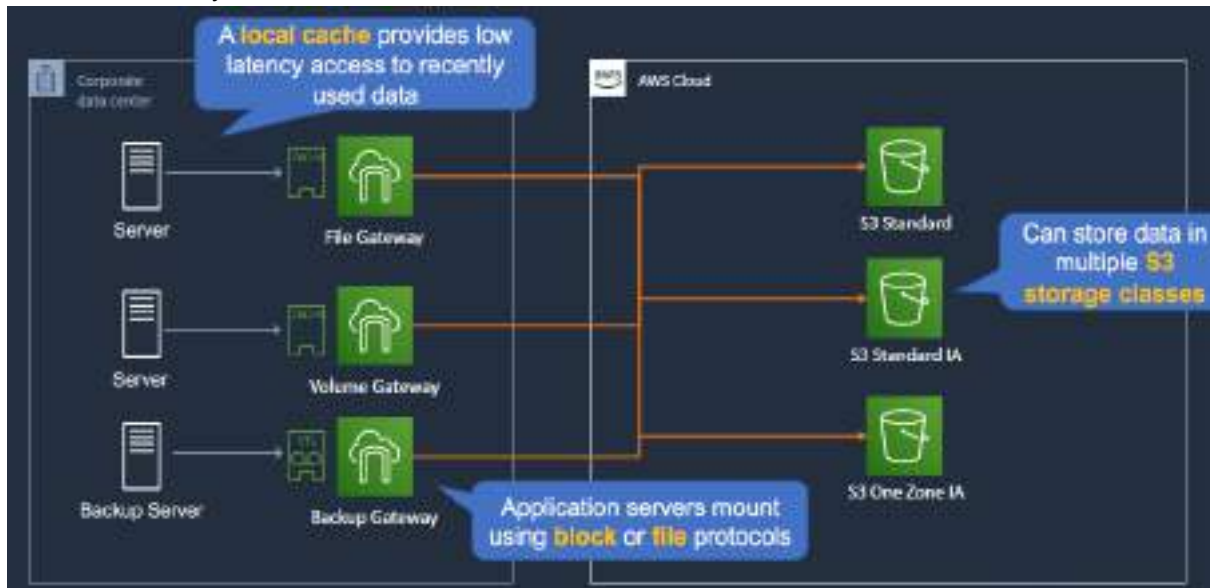 A local cache provides low
latency access to recently
used data
Corporate
data center
aws
AWS Cloud
Server
File Gateway
S3 Standard
Can store data in
multiple S3
storage classes
Server
Volume Gateway
S3 Standard IA
Backup Server
Backup Gateway
Application servers mount
using block or file protocols
S3 One Zone IA